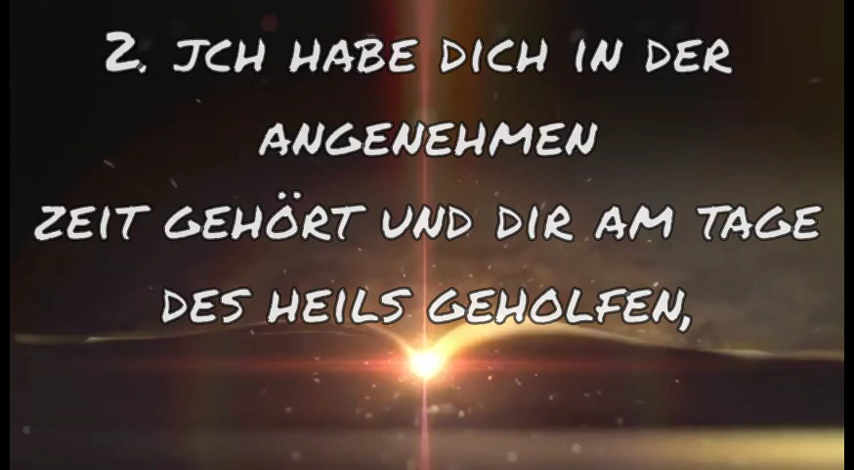 2. JCH HABE DICH IN DER
ANGENEHMEN
ZEIT GEHÖRT UND DIR AM TAGE
DES HEILS GEHOLFEN,